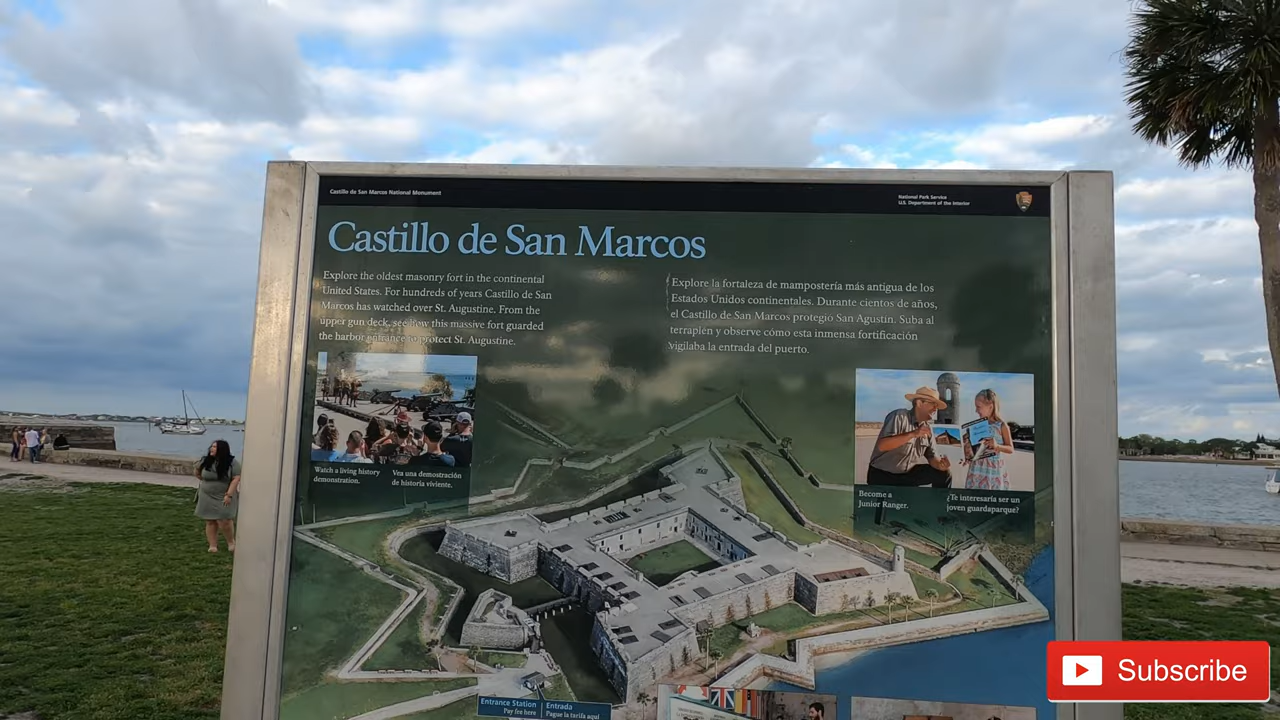 Castillo de San Marcos National Monument
National Park Service
U.S. Department of the Interior
Castillo de San Marcos
Explore the oldest masonry fort in the continental
United States. For hundreds of years Castillo de San
Marcos has watched over St. Augustine. From the
upper gun deck, see how this massive fort guarded
the harbor entrance to protect St. Augustine.
Explore la fortaleza de mampostería más antigua de los
Estados Unidos continentales. Durante cientos de años,
el Castillo de San Marcos protegió San Agustín. Suba al
terraplén y observe cómo esta inmensa fortificación
vigilaba la entrada del puerto.
Watch a living history
demonstration.
Vea una demostración
de historia viviente.
Become a
Junior Ranger.
¿Te interesaría ser un
joven guardaparque?
Entrance Station
Pay fee here
Entrada
Pague la tarifa aquí
Subscribe